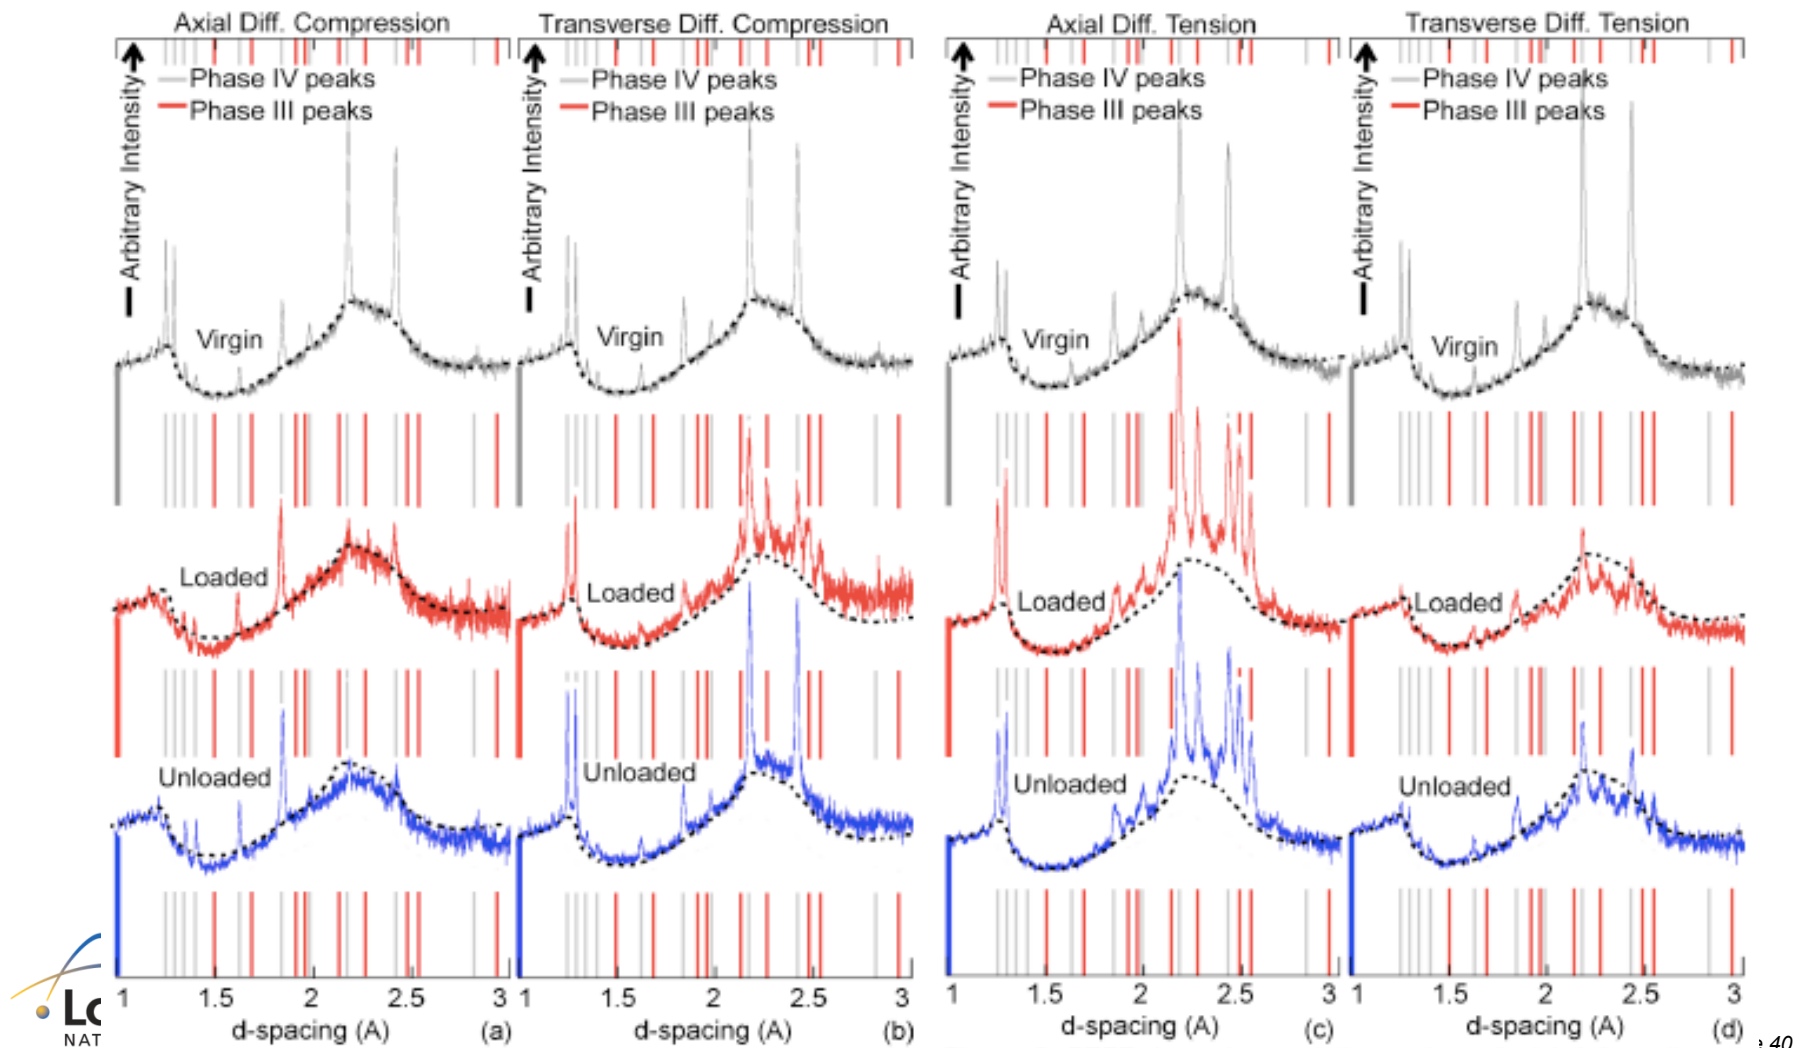 Axial Diff. Compression
Transverse Diff. Compression
Axial Diff. Tension
Transverse Diff. Tension
Phase IV peaks
Phase III peaks
Phase IV peaks
Phase III peaks
Phase IV peaks
Phase III peaks
Phase IV peaks
Phase III peaks
Arbitrary Intensity
Arbitrary Intensity
Arbitrary Intensity
Arbitrary Intensity
Virgin
Virgin
Virgin
Virgin
Loaded
Loaded
Loaded
Loaded
Unloaded
Unloaded
Unloaded
Unloaded
1 1.5 2 2.5 3
1 1.5 2 2.5 3
1 1.5 2 2.5 3
1 1.5 2 2.5 3
d-spacing (A) (a)
d-spacing (A) (b)
d-spacing (A) (c)
d-spacing (A) (d)
NAT
40